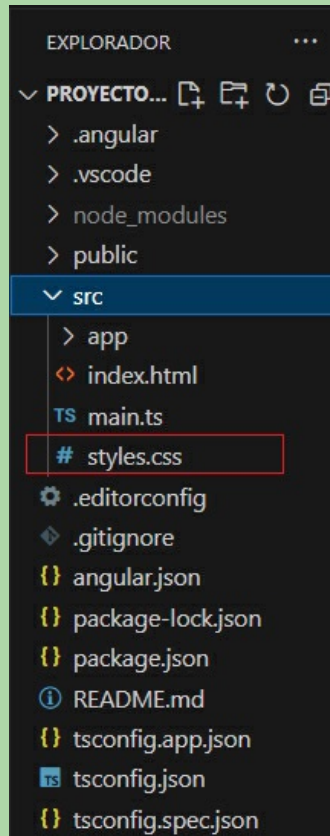 EXPLORADOR ...
PROYECTO...
.angular
.vscode
node_modules
public
src
app
<> index.html
TS main.ts
# styles.css
.editorconfig
.gitignore
{} angular.json
{} package-lock.json
{} package.json
README.md
{} tsconfig.app.json
TS tsconfig.json
{} tsconfig.spec.json